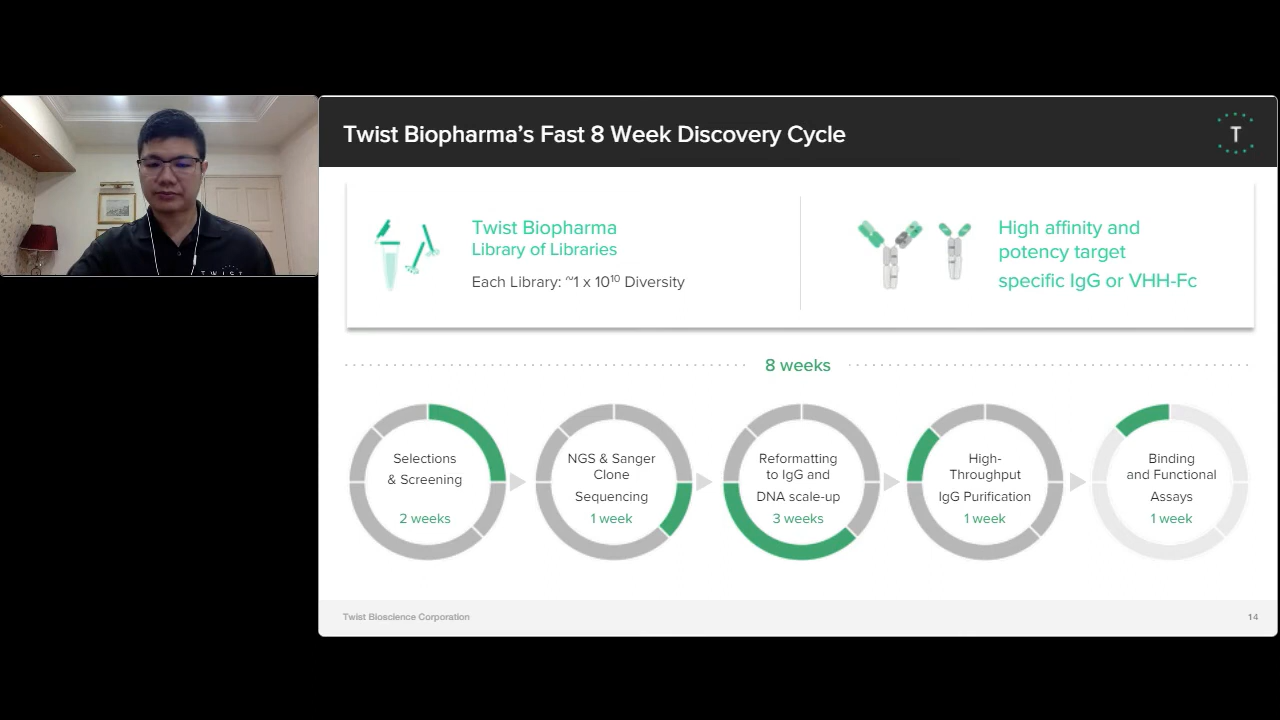 Twist Biopharma’s Fast 8 Week Discovery Cycle
T
Twist Biopharma
Library of Libraries
Each Library: ~1 x 10¹⁰ Diversity
High affinity and
potency target
specific IgG or VHH-Fc
8 weeks
Selections
& Screening
2 weeks
NGS & Sanger
Clone
Sequencing
1 week
Reformatting
to IgG and
DNA scale-up
3 weeks
High-
Throughput
IgG Purification
1 week
Binding
and Functional
Assays
1 week
TWIST
Twist Bioscience Corporation
14